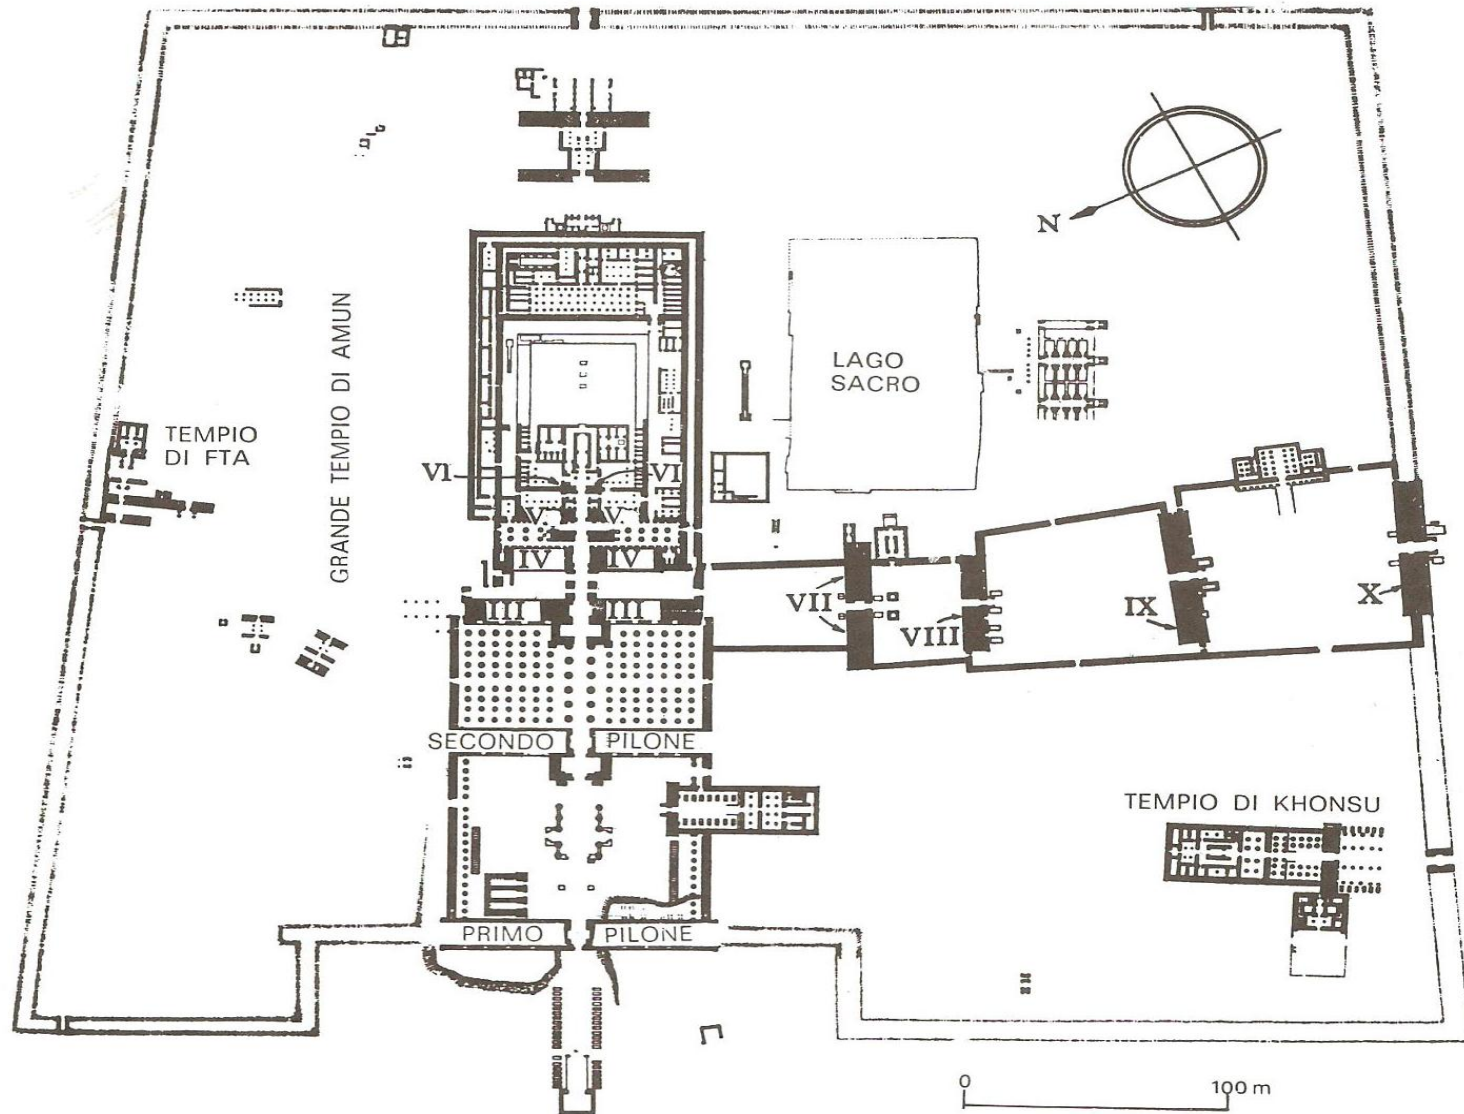 N
GRANDE TEMPIO DI AMUN
LAGO
SACRO
TEMPIO
DI FTA
VI
VI
V
V
IV
IV
III
III
VII
VIII
IX
X
SECONDO
PILONE
TEMPIO DI KHONSU
PRIMO
PILONE
0
100 m